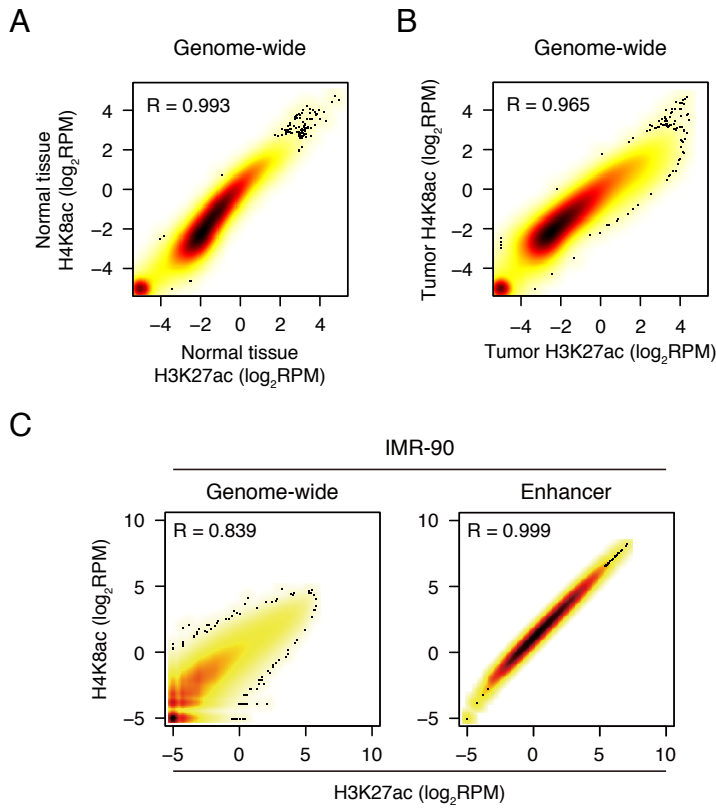 A
Genome-wide
Normal tissue
H4K8ac (log₂RPM)
R = 0.993
4
2
0
−2
−4
−4 −2 0 2 4
Normal tissue
H3K27ac (log₂RPM)
B
Genome-wide
Tumor H4K8ac (log₂RPM)
R = 0.965
4
2
0
−2
−4
−4 −2 0 2 4
Tumor H3K27ac (log₂RPM)
C
IMR-90
Genome-wide
H4K8ac (log₂RPM)
R = 0.839
10
5
0
−5
−5 0 5 10
Enhancer
R = 0.999
10
5
0
−5
−5 0 5 10
H3K27ac (log₂RPM)